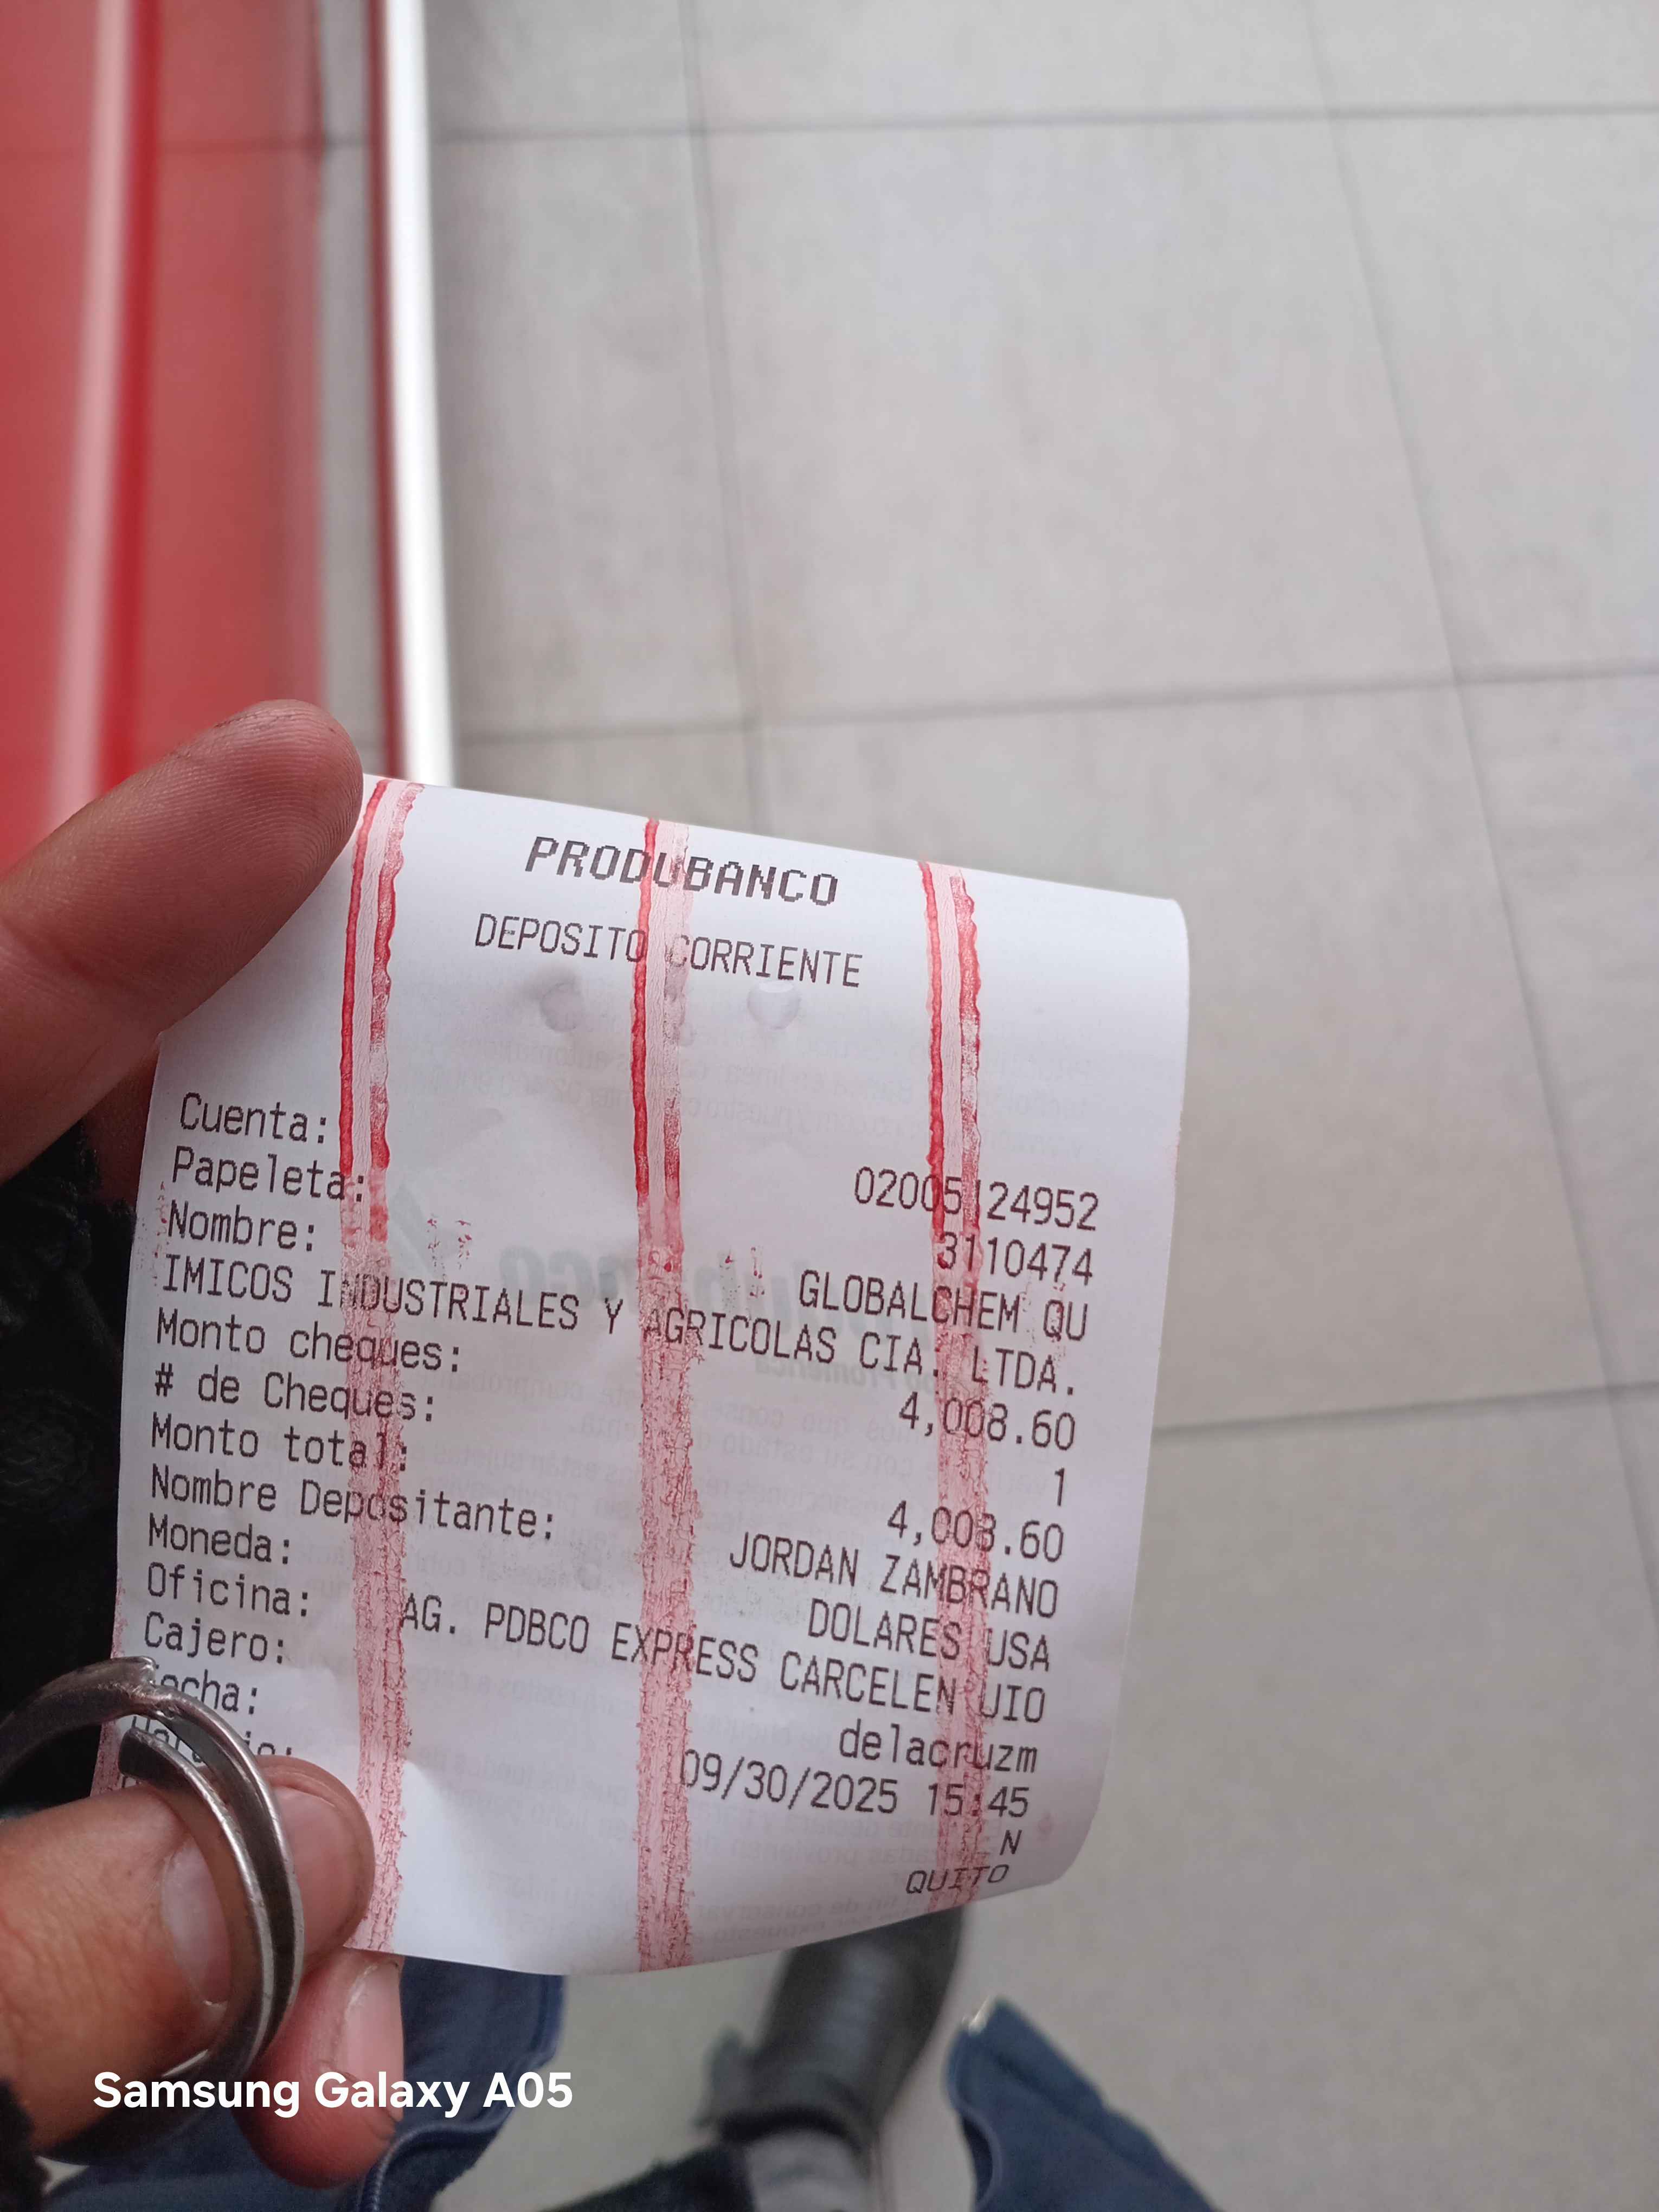 PRODUBANCO
DEPOSITO CORRIENTE
Cuenta: 02005124952
Papeleta: 3110474
Nombre: GLOBALCHEM QU
IMICOS INDUSTRIALES Y AGRICOLAS CIA. LTDA.
Monto cheques: 4,008.60
# de Cheques: 1
Monto total: 4,008.60
Nombre Depositante: JORDAN ZAMBRANO
Moneda: DOLARES USA
Oficina: AG. PDBCO EXPRESS CARCELEN UIO
Cajero: delacruzm
Fecha: 09/30/2025 15:45
N
QUITO
Samsung Galaxy A05